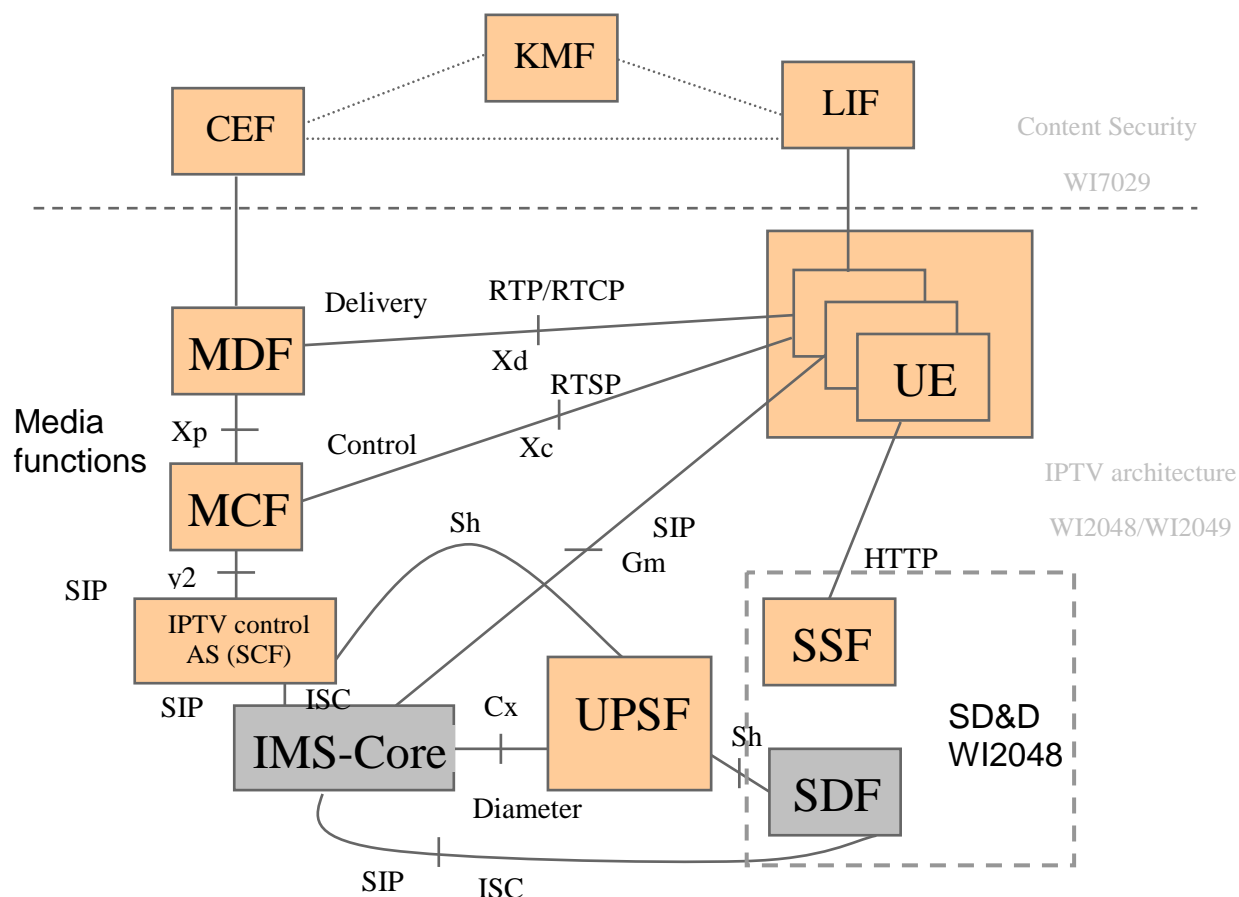 KMF
CEF
LIF
Content Security
WI7029
Delivery
RTP/RTCP
MDF
Xd
UE
RTSP
Media
functions
Xp
Control
Xc
MCF
IPTV architecture
WI2048/WI2049
Sh
SIP
Gm
HTTP
SIP
y2
IPTV control
AS (SCF)
SSF
SIP
ISC
Cx
UPSF
Sh
SD&D
WI2048
IMS-Core
SDF
Diameter
SIP
ISC